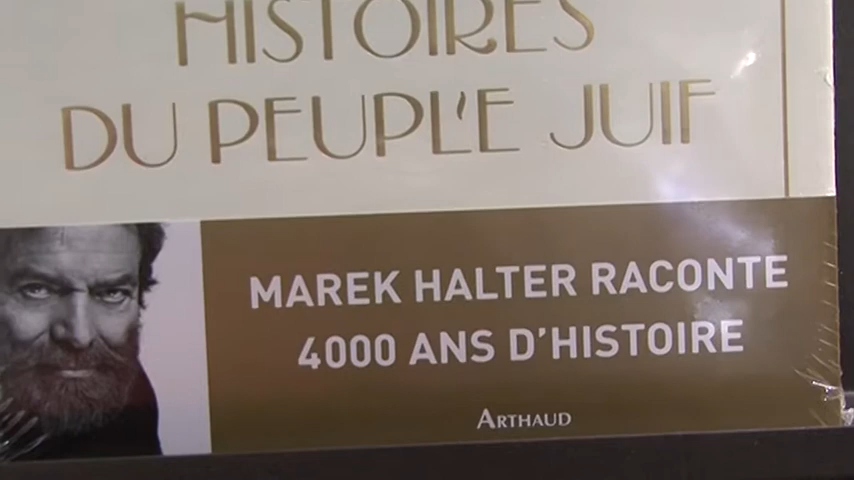 HISTOIRES
DU PEUPLE JUIF
MAREK HALTER RACONTE
4000 ANS D'HISTOIRE
ARTHAUD